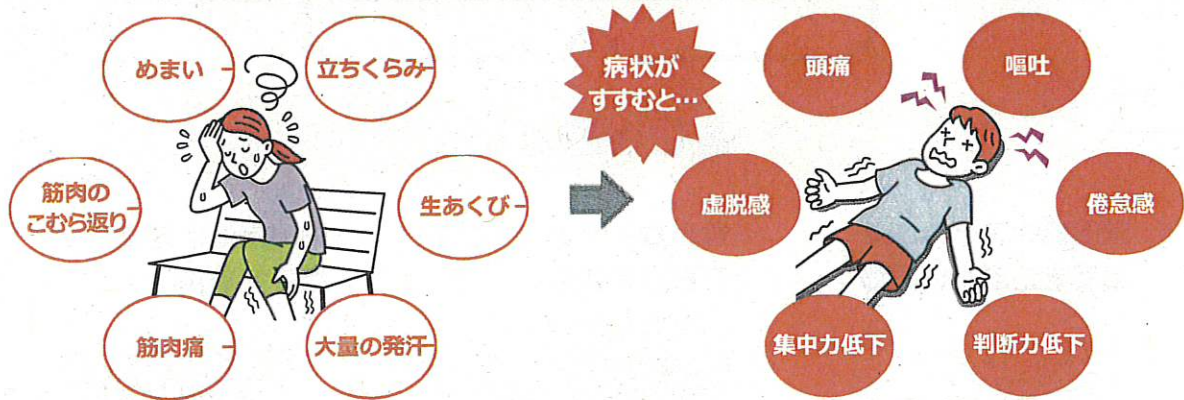 めまい
立ちくらみ
筋肉の
こむら返り
生あくび
筋肉痛
大量の発汗
病状が
すすむと…
頭痛
嘔吐
虚脱感
倦怠感
集中力低下
判断力低下